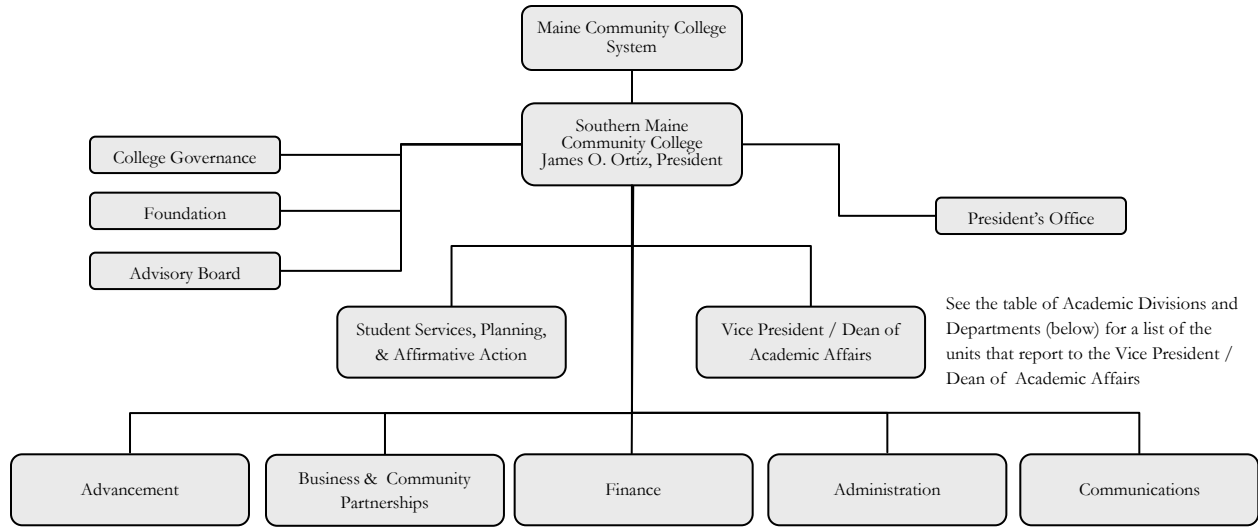 Maine Community College
System
Southern Maine
Community College
James O. Ortiz, President
College Governance
Foundation
Advisory Board
President’s Office
Student Services, Planning,
& Affirmative Action
Vice President / Dean of
Academic Affairs
See the table of Academic Divisions and
Departments (below) for a list of the
units that report to the Vice President /
Dean of Academic Affairs
Advancement
Business & Community
Partnerships
Finance
Administration
Communications